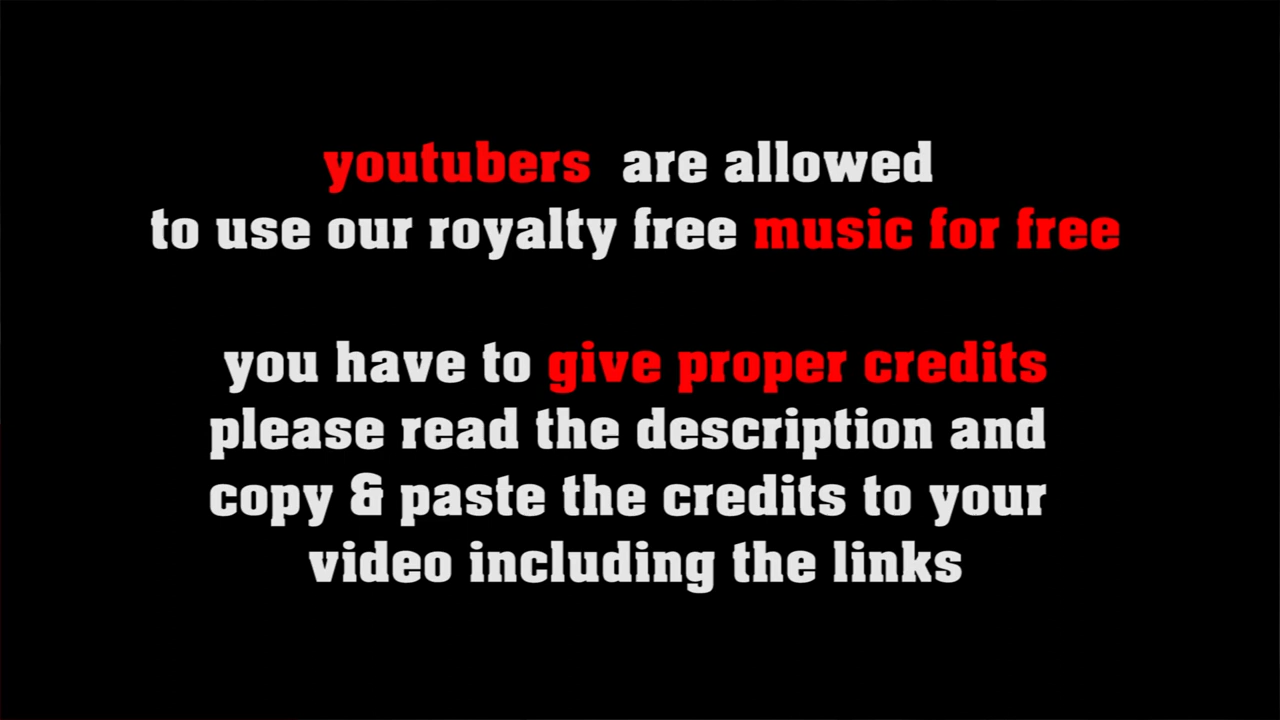 youtubers are allowed
to use our royalty free music for free
you have to give proper credits
please read the description and
copy & paste the credits to your
video including the links